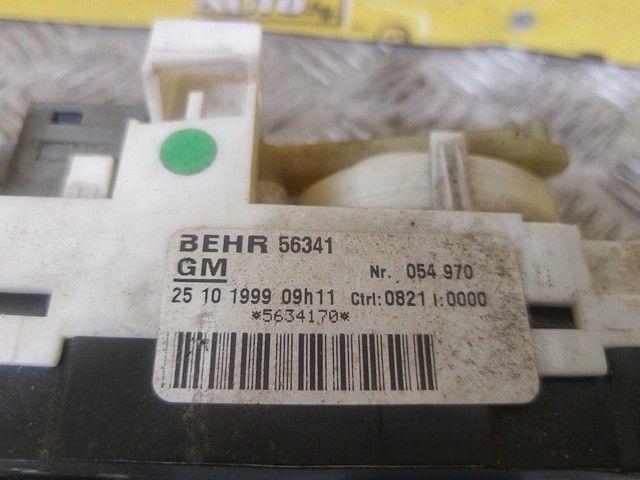 BEHR 56341
GM Nr. 054 970
25 10 1999 09h11 Ctrl:0821 I:0000
*5634170*